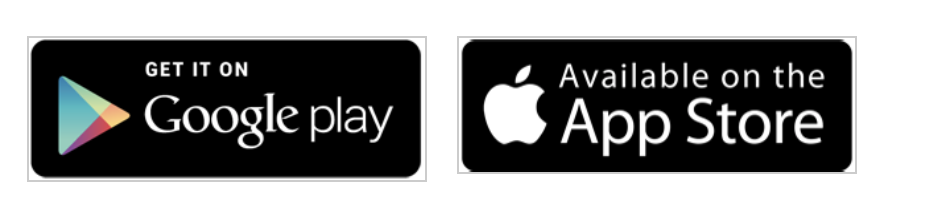 GET IT ON
Google play
Available on the
App Store